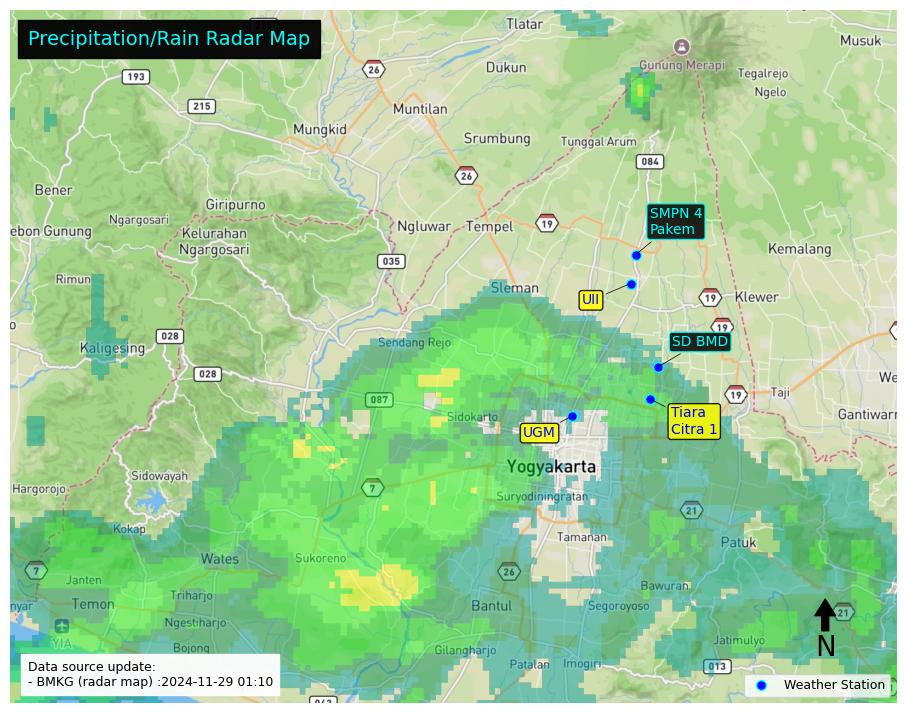 Precipitation/Rain Radar Map
Tlatar
Musuk
26
Dukun
Gunung Merapi
193
Tegalrejo
Ngelo
215
Muntilan
Mungkid
Srumbung
Tunggal Arum
084
26
Bener
Giripurno
SMPN 4
Pakem
Ngargosari
Ngluwar
Tempel
19
ebon Gunung
Kelurahan
Ngargosari
Kemalang
035
Rimun
Sleman
UII
19
Klewer
19
028
Kaligesing
Sendang Rejo
SD BMD
028
We
087
19
Taji
Sidokarto
UGM
Tiara
Citra 1
Gantiwarn
Yogyakarta
Sidowayah
Hargorojo
7
Suryodiningratan
21
Kokap
Tamanan
Patuk
Wates
Sukoreno
7
Janten
26
Bawuran
nyar
Temon
Triharjo
Bantul
Segoroyoso
21
Ngestiharjo
YIA
Jatimulyo
N
Bojong
Gilangharjo
Patalan
Imogiri
013
Data source update:
- BMKG (radar map) :2024-11-29 01:10
Weather Station